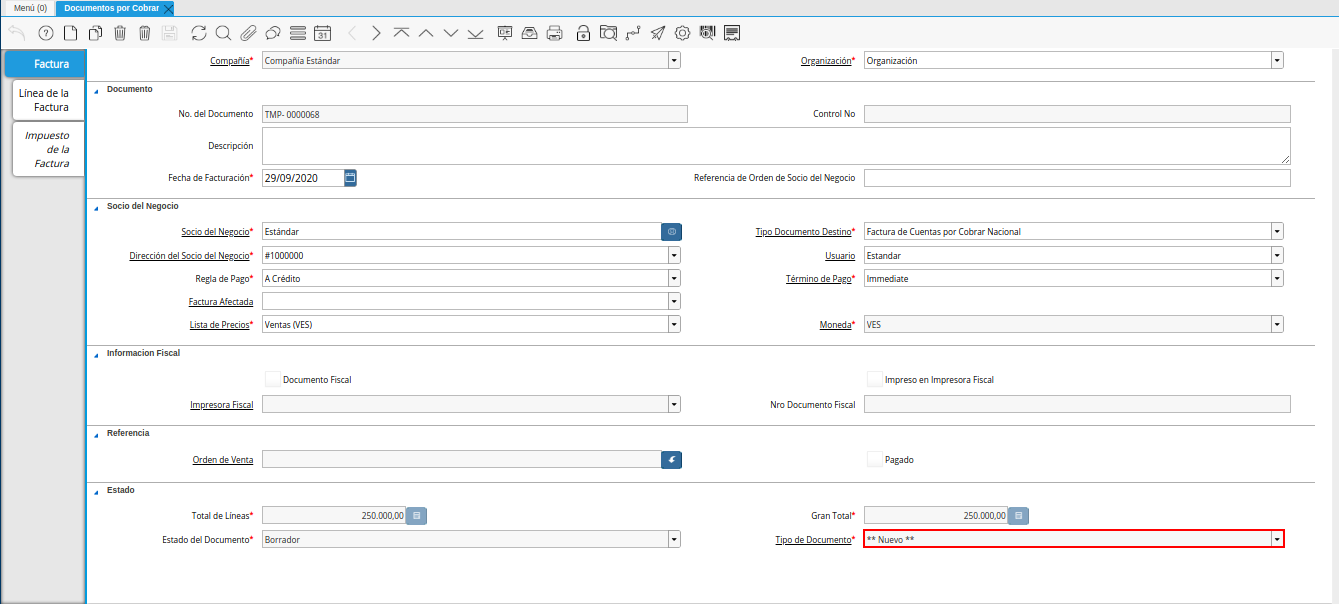 Menú (0) Documentos por Cobrar
31
Factura
Línea de la
Factura
Impuesto
de la
Factura
Compañía* Compañía Estándar Organización* Organización
Documento
No. del Documento TMP- 0000068 Control No
Descripción
Fecha de Facturación* 29/09/2020 Referencia de Orden de Socio del Negocio
Socio del Negocio
Socio del Negocio* Estándar Tipo Documento Destino* Factura de Cuentas por Cobrar Nacional
Dirección del Socio del Negocio* #1000000 Usuario Estandar
Regla de Pago* A Crédito Término de Pago* Immediate
Factura Afectada
Lista de Precios* Ventas (VES) Moneda* VES
Informacion Fiscal
Documento Fiscal Impreso en Impresora Fiscal
Impresora Fiscal Nro Documento Fiscal
Referencia
Orden de Venta Pagado
Estado
Total de Líneas* 250.000,00 Gran Total* 250.000,00
Estado del Documento* Borrador Tipo de Documento* ** Nuevo **